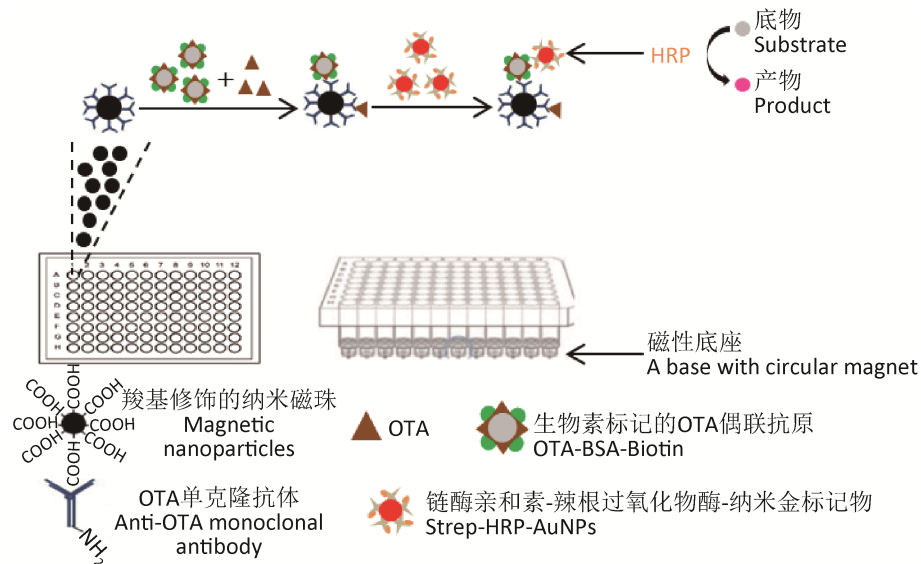 底物
Substrate
+
HRP
产物
Product
1 2 3 4 5 6 7 8 9 10 11 12
A
B
C
D
E
F
G
H
磁性底座
A base with circular magnet
COOH
COOH
COOH
COOH
COOH
COOH
COOH
COOH
羧基修饰的纳米磁珠
Magnetic
nanoparticles
OTA
生物素标记的OTA偶联抗原
OTA-BSA-Biotin
OTA单克隆抗体
Anti-OTA monoclonal
antibody
NH2
链酶亲和素-辣根过氧化物酶-纳米金标记物
Strep-HRP-AuNPs